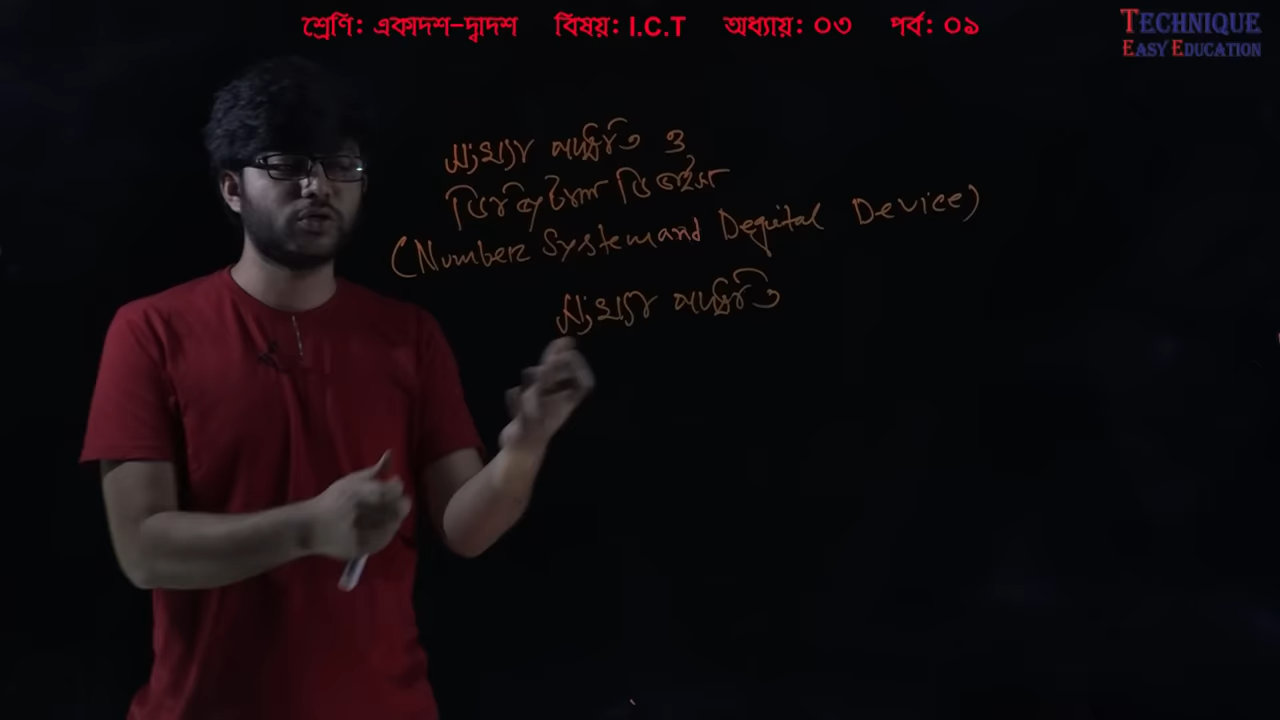 শ্রেণি: একাদশ-দ্বাদশ বিষয়: I.C.T অধ্যায়: ০৩ পর্ব: ০১
TECHNIQUE
EASY EDUCATION
সংখ্যা পদ্ধতি ও
ডিজিটাল ডিভাইস
(Number System and Degital Device)
সংখ্যা পদ্ধতি